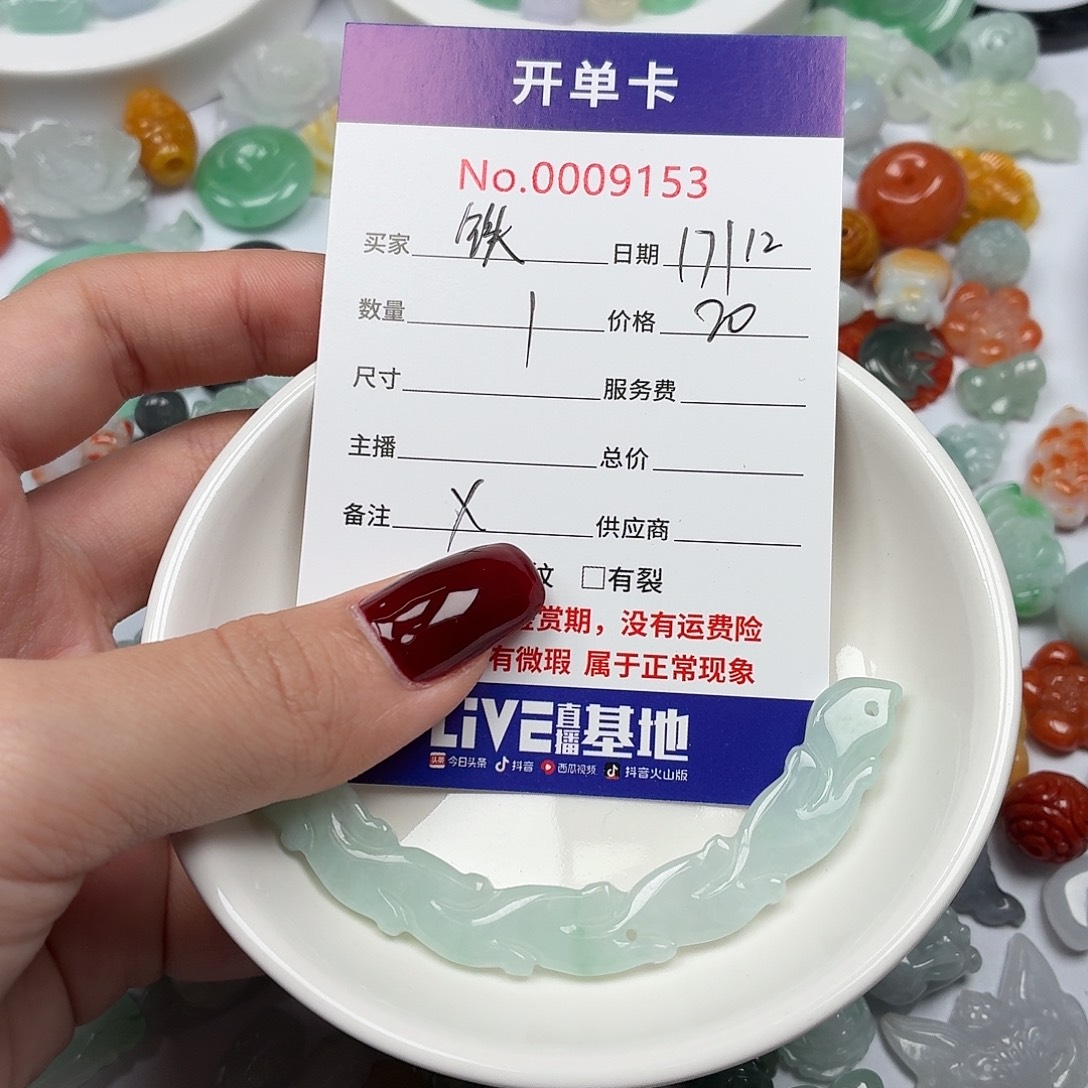 开单卡
No.0009153
买家 铁 日期 17/12
数量 1 价格 20
尺寸 服务费
主播 总价
备注 X 供应商
纹 □有裂
赏期，没有运费险
有微瑕 属于正常现象
LiVE直播基地
头条 今日头条 抖音 西瓜视频 抖音火山版